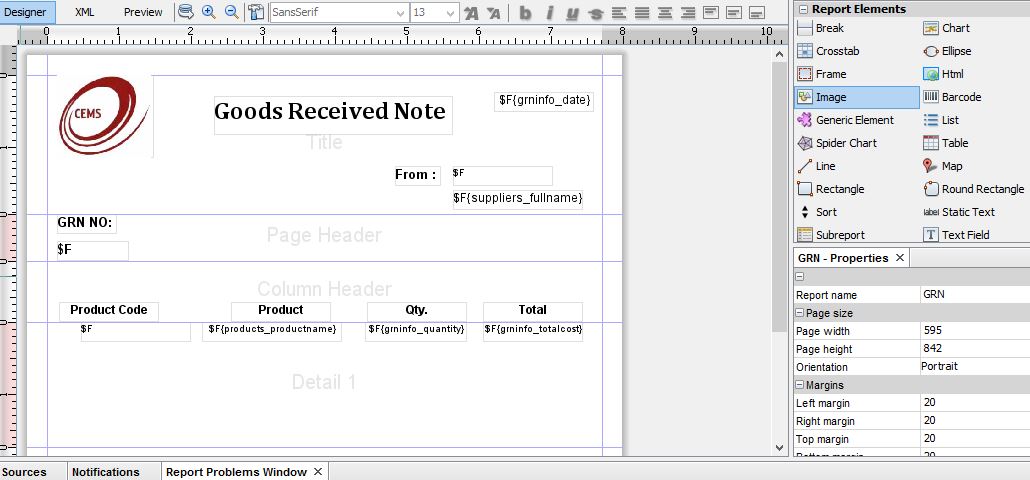 Designer XML Preview SansSerif 13 A A b i u s
0 1 2 3 4 5 6 7 8 9 10
CEMS
Goods Received Note
$F{grninfo_date}
Title
From : $F
$F{suppliers_fullname}
GRN NO:
Page Header
$F
Column Header
Product Code Product Qty. Total
$F $F{products_productname} $F{grninfo_quantity} $F{grninfo_totalcost}
Detail 1
Report Elements
Break Chart
Crosstab Ellipse
Frame Html
Image Barcode
Generic Element List
Spider Chart Table
Line Map
Rectangle Round Rectangle
Sort label Static Text
Subreport T Text Field
GRN - Properties
Report name GRN
Page size
Page width 595
Page height 842
Orientation Portrait
Margins
Left margin 20
Right margin 20
Top margin 20
Bottom margin 20
Sources Notifications Report Problems Window